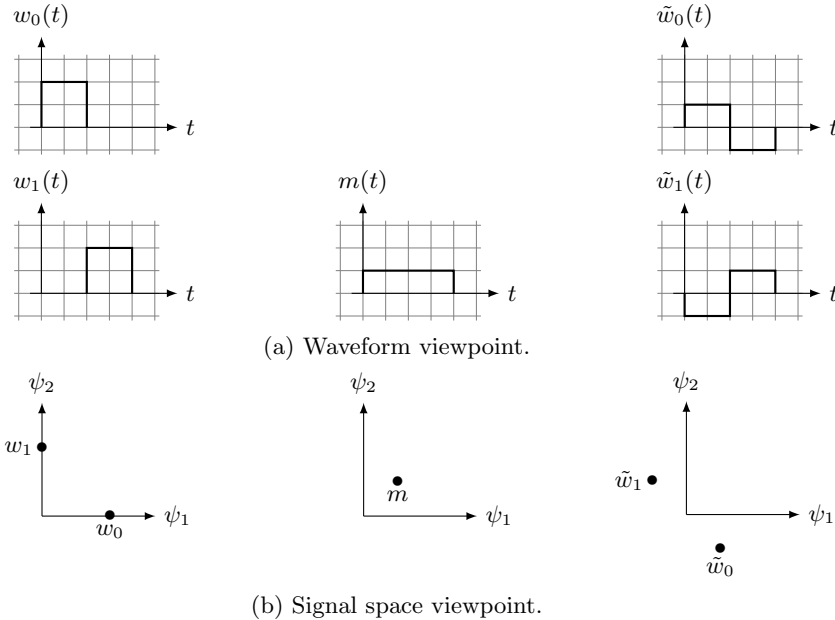 w₀(t)
w̃₀(t)
t
t
w₁(t)
m(t)
w̃₁(t)
t
t
t
(a) Waveform viewpoint.
ψ₂
ψ₂
ψ₂
w₁
w̃₁
m
ψ₁
ψ₁
ψ₁
w₀
w̃₀
(b) Signal space viewpoint.